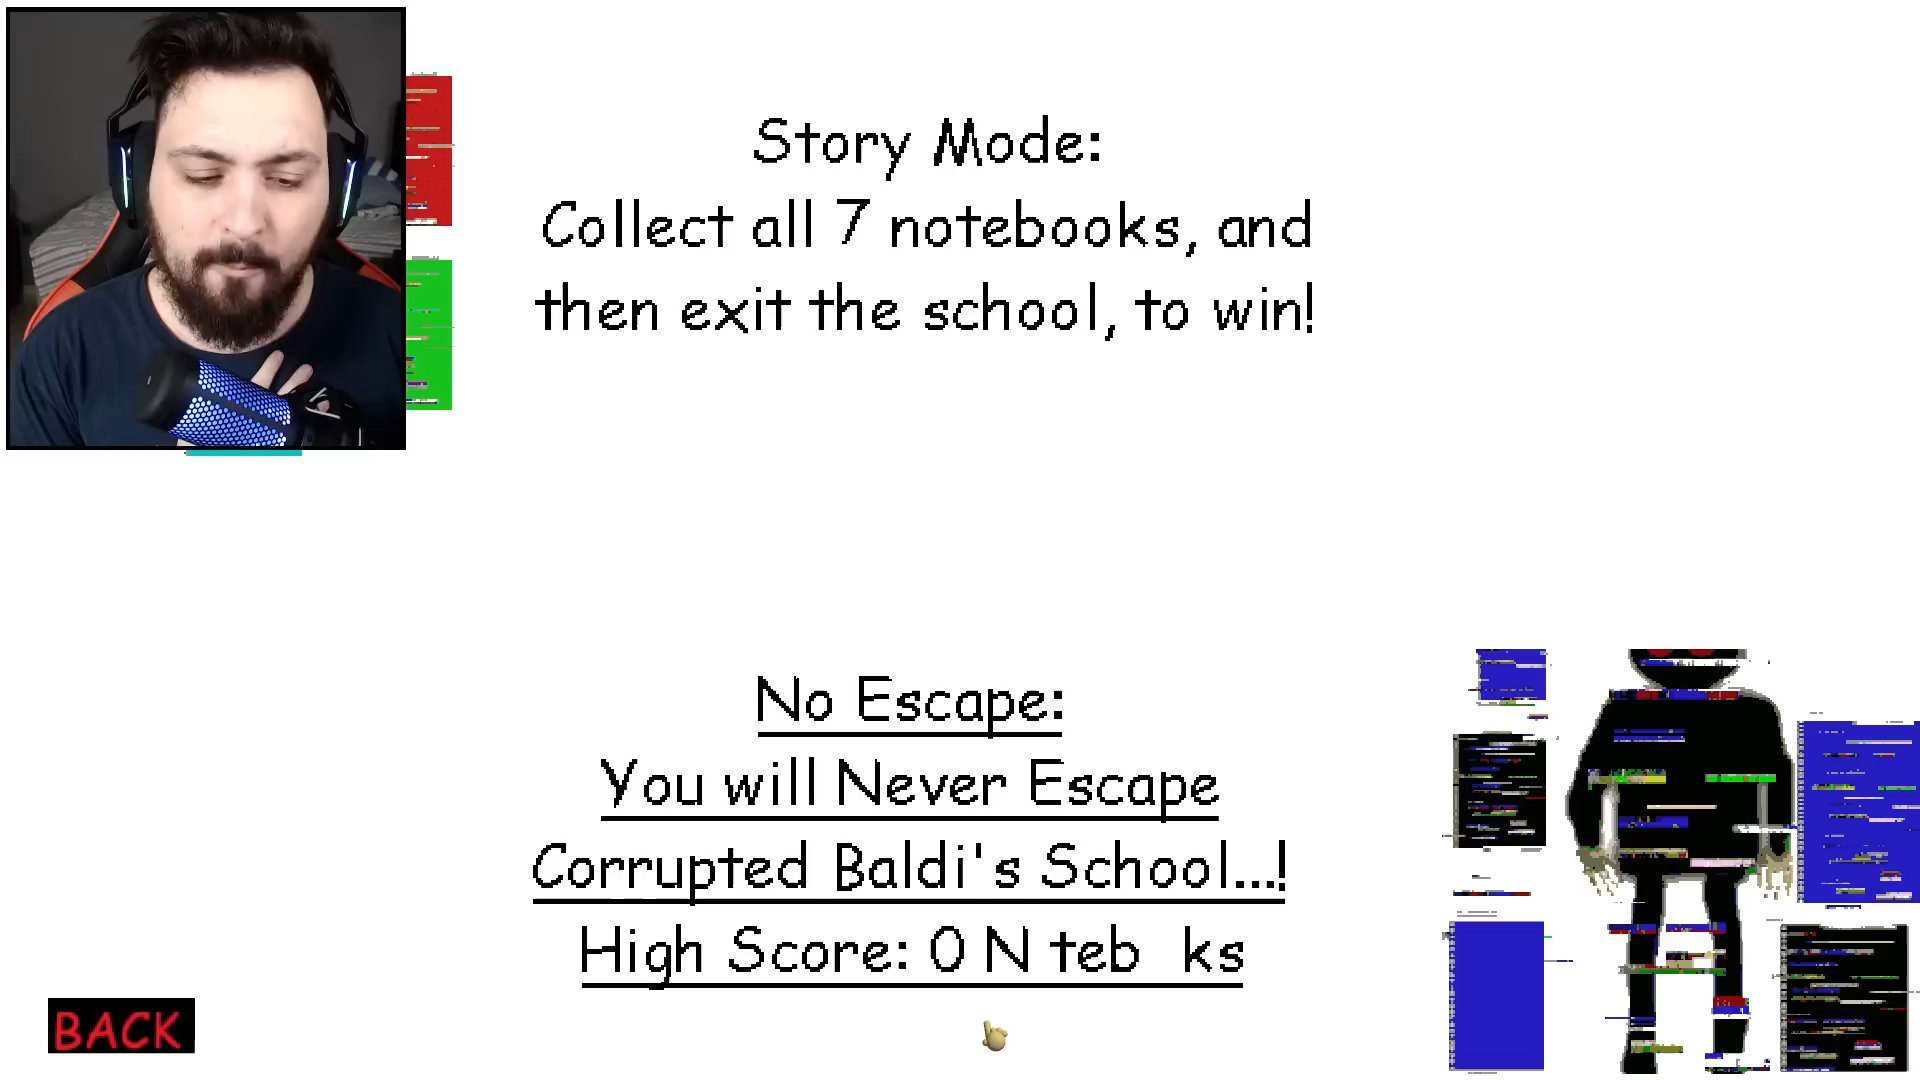 Story Mode:
Collect all 7 notebooks, and
then exit the school, to win!
No Escape:
You will Never Escape
Corrupted Baldi's School...!
High Score: 0 N teb  ks
BACK